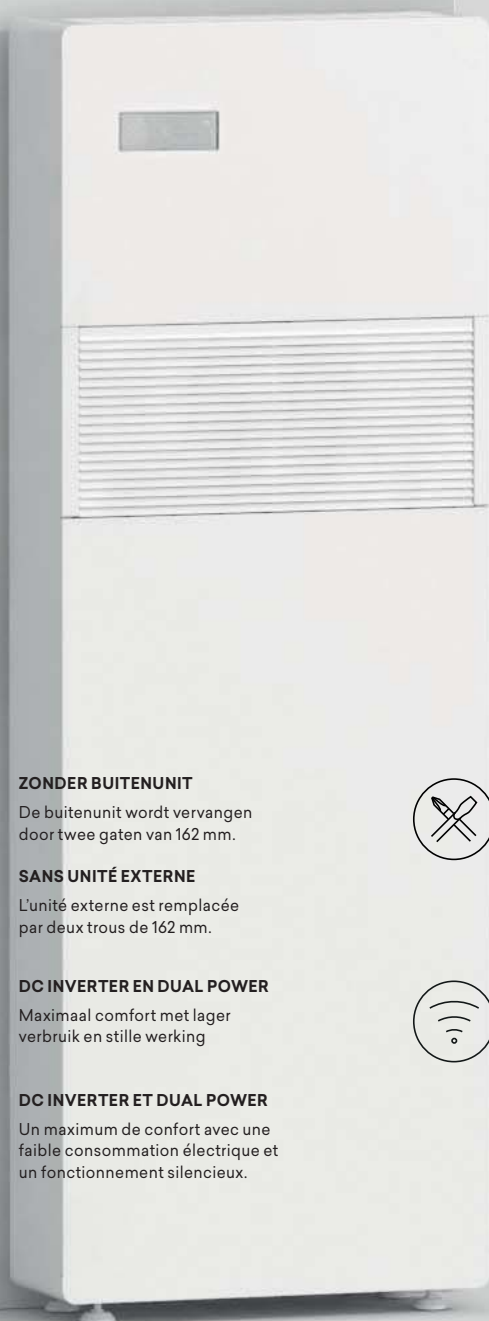 ZONDER BUITENUNIT
De buitenunit wordt vervangen
door twee gaten van 162 mm.
SANS UNITÉ EXTERNE
L'unité externe est remplacée
par deux trous de 162 mm.
DC INVERTER EN DUAL POWER
Maximaal comfort met lager
verbruik en stille werking
DC INVERTER ET DUAL POWER
Un maximum de confort avec une
faible consommation électrique et
un fonctionnement silencieux.